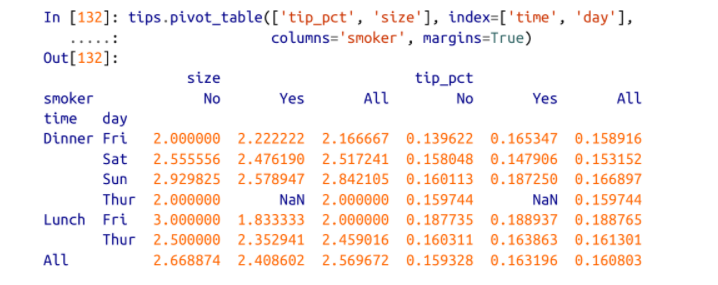 In [132]: tips.pivot_table(['tip_pct', 'size'], index=['time', 'day'],
   .....:                  columns='smoker', margins=True)
Out[132]:
                 size                       tip_pct
smoker             No       Yes       All        No       Yes       All
time   day
Dinner Fri   2.000000  2.222222  2.166667  0.139622  0.165347  0.158916
       Sat   2.555556  2.476190  2.517241  0.158048  0.147906  0.153152
       Sun   2.929825  2.578947  2.842105  0.160113  0.187250  0.166897
       Thur  2.000000       NaN  2.000000  0.159744       NaN  0.159744
Lunch  Fri   3.000000  1.833333  2.000000  0.187735  0.188937  0.188765
       Thur  2.500000  2.352941  2.459016  0.160311  0.163863  0.161301
All          2.668874  2.408602  2.569672  0.159328  0.163196  0.160803